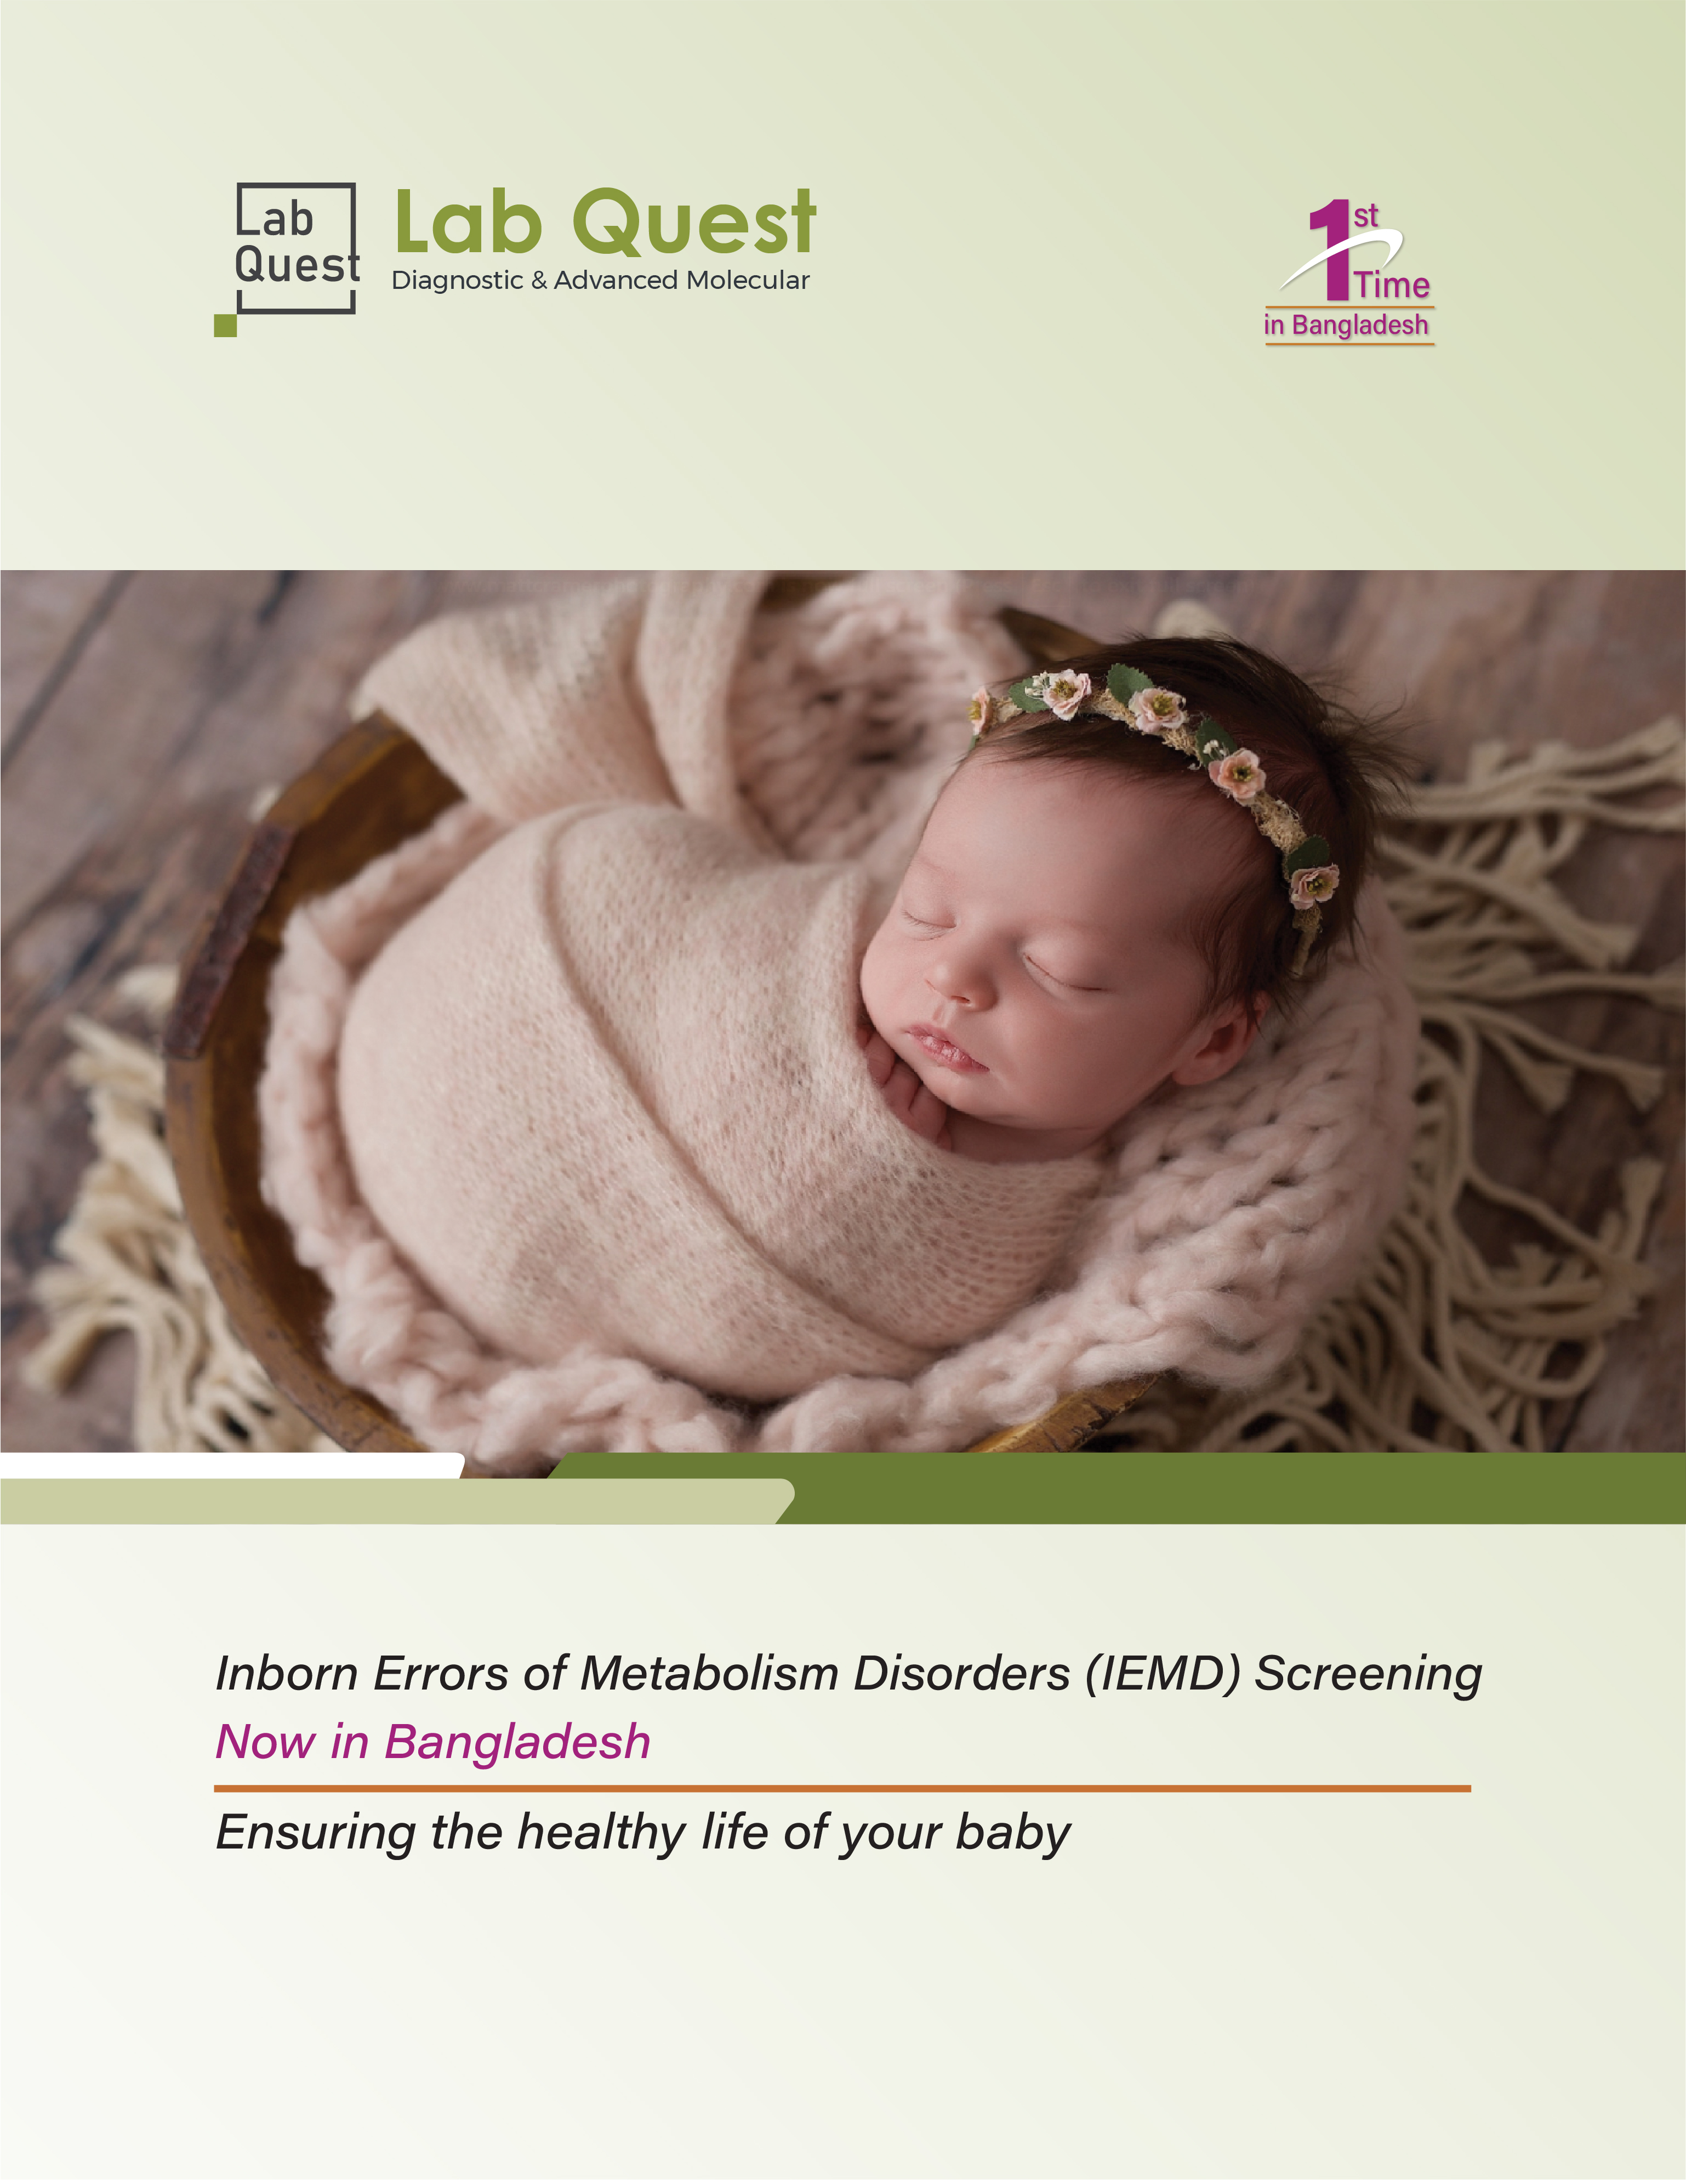 Lab
Quest
Lab Quest
Diagnostic & Advanced Molecular
1st
Time
in Bangladesh
Inborn Errors of Metabolism Disorders (IEMD) Screening
Now in Bangladesh
Ensuring the healthy life of your baby